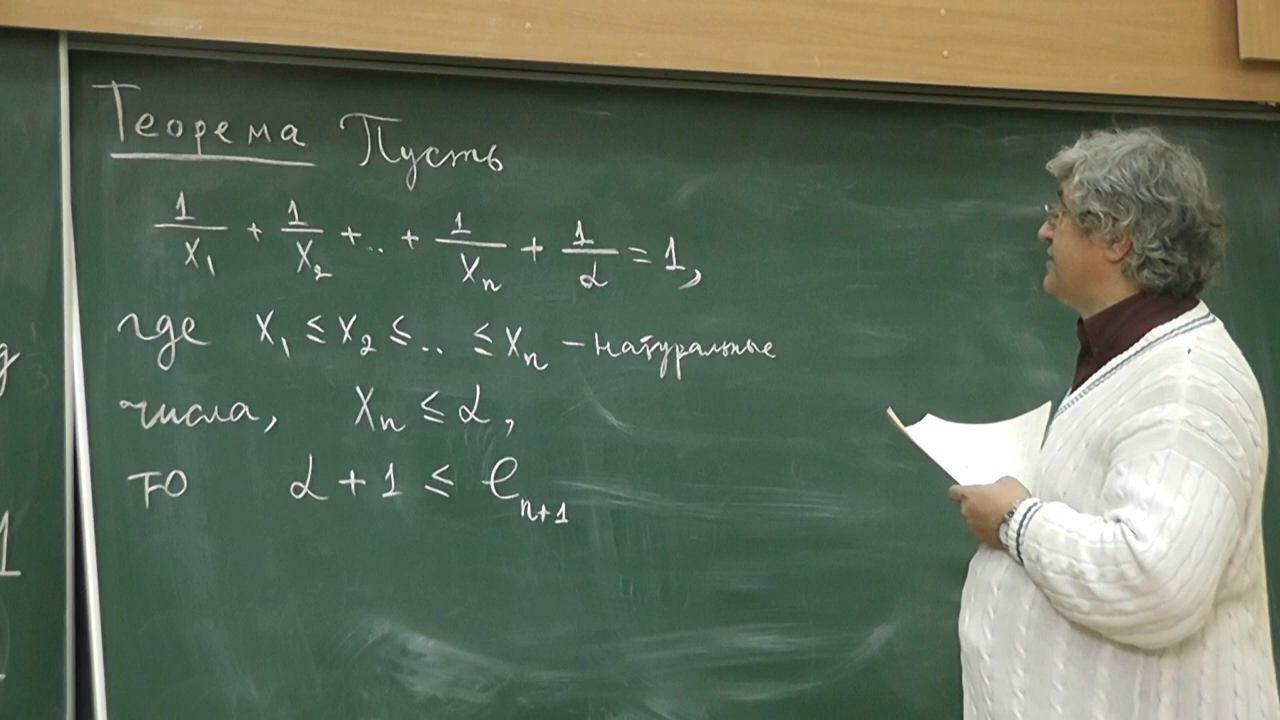 Теорема Пусть
1/x₁ + 1/x₂ + .. + 1/xₙ + 1/α = 1,
где x₁ ≤ x₂ ≤ .. ≤ xₙ – натуральные
числа, xₙ ≤ α,
то α + 1 ≤ eₙ₊₁
1